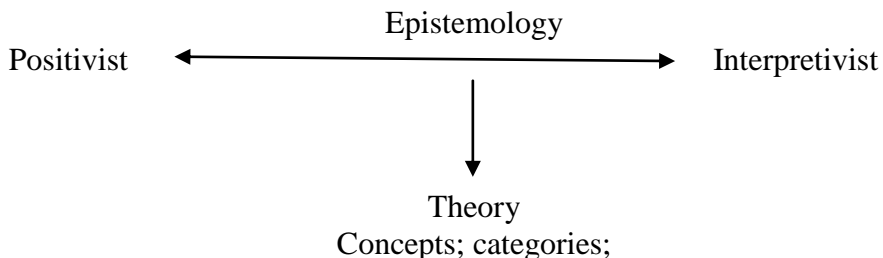 Epistemology
Positivist Interpretivist
Theory
Concepts; categories;